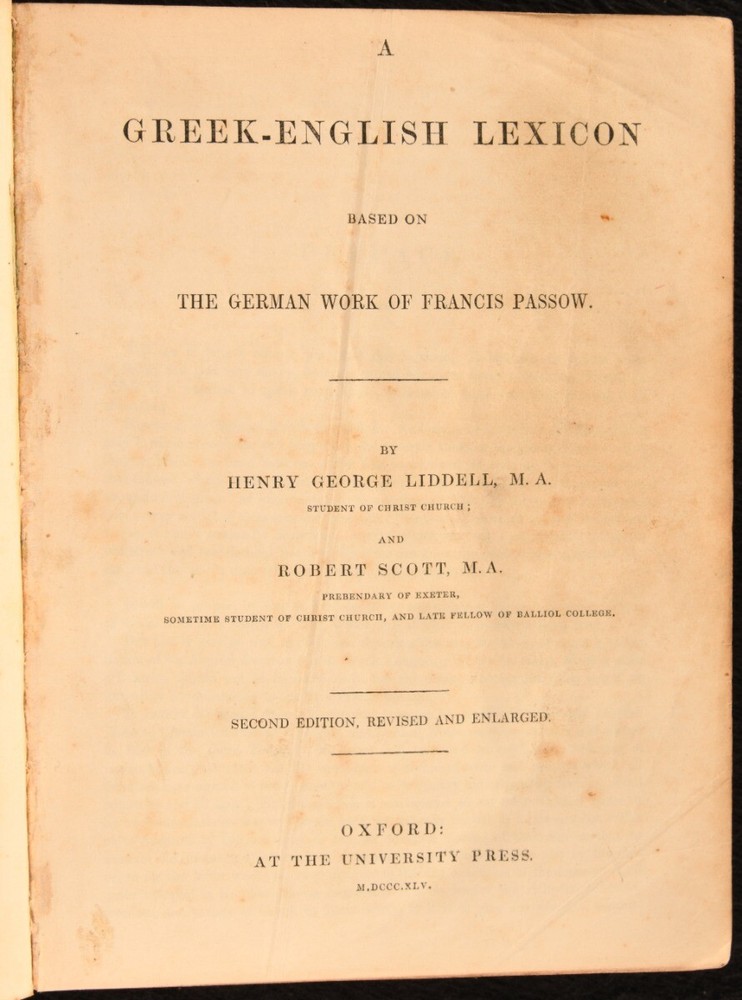 A
GREEK-ENGLISH LEXICON
BASED ON
THE GERMAN WORK OF FRANCIS PASSOW.
BY
HENRY GEORGE LIDDELL, M. A.
STUDENT OF CHRIST CHURCH;
AND
ROBERT SCOTT, M. A.
PREBENDARY OF EXETER,
SOMETIME STUDENT OF CHRIST CHURCH, AND LATE FELLOW OF BALLIOL COLLEGE.
SECOND EDITION, REVISED AND ENLARGED.
OXFORD:
AT THE UNIVERSITY PRESS.
M.DCCC.XLV.